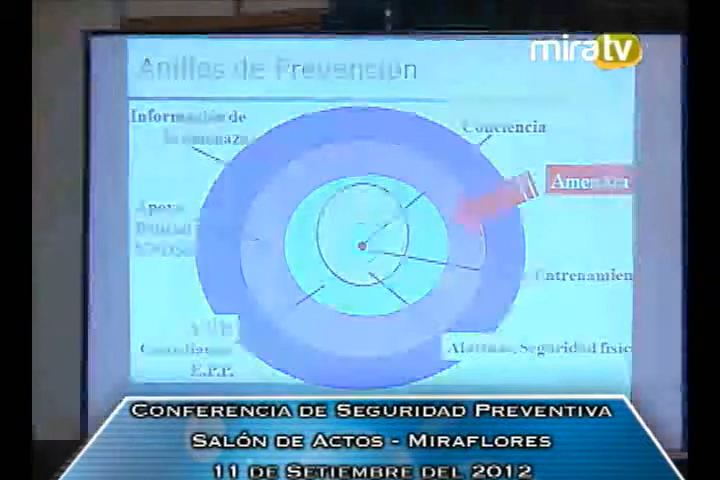 miratv
Anillos de Prevención
Información de
la amenaza
Conciencia
Amenaza
Apoyo
Entrenamien
Custodia
Alarmas, Seguridad físic
E.r.r.
CONFERENCIA DE SEGURIDAD PREVENTIVA
SALÓN DE ACTOS - MIRAFLORES
11 DE SETIEMBRE DEL 2012